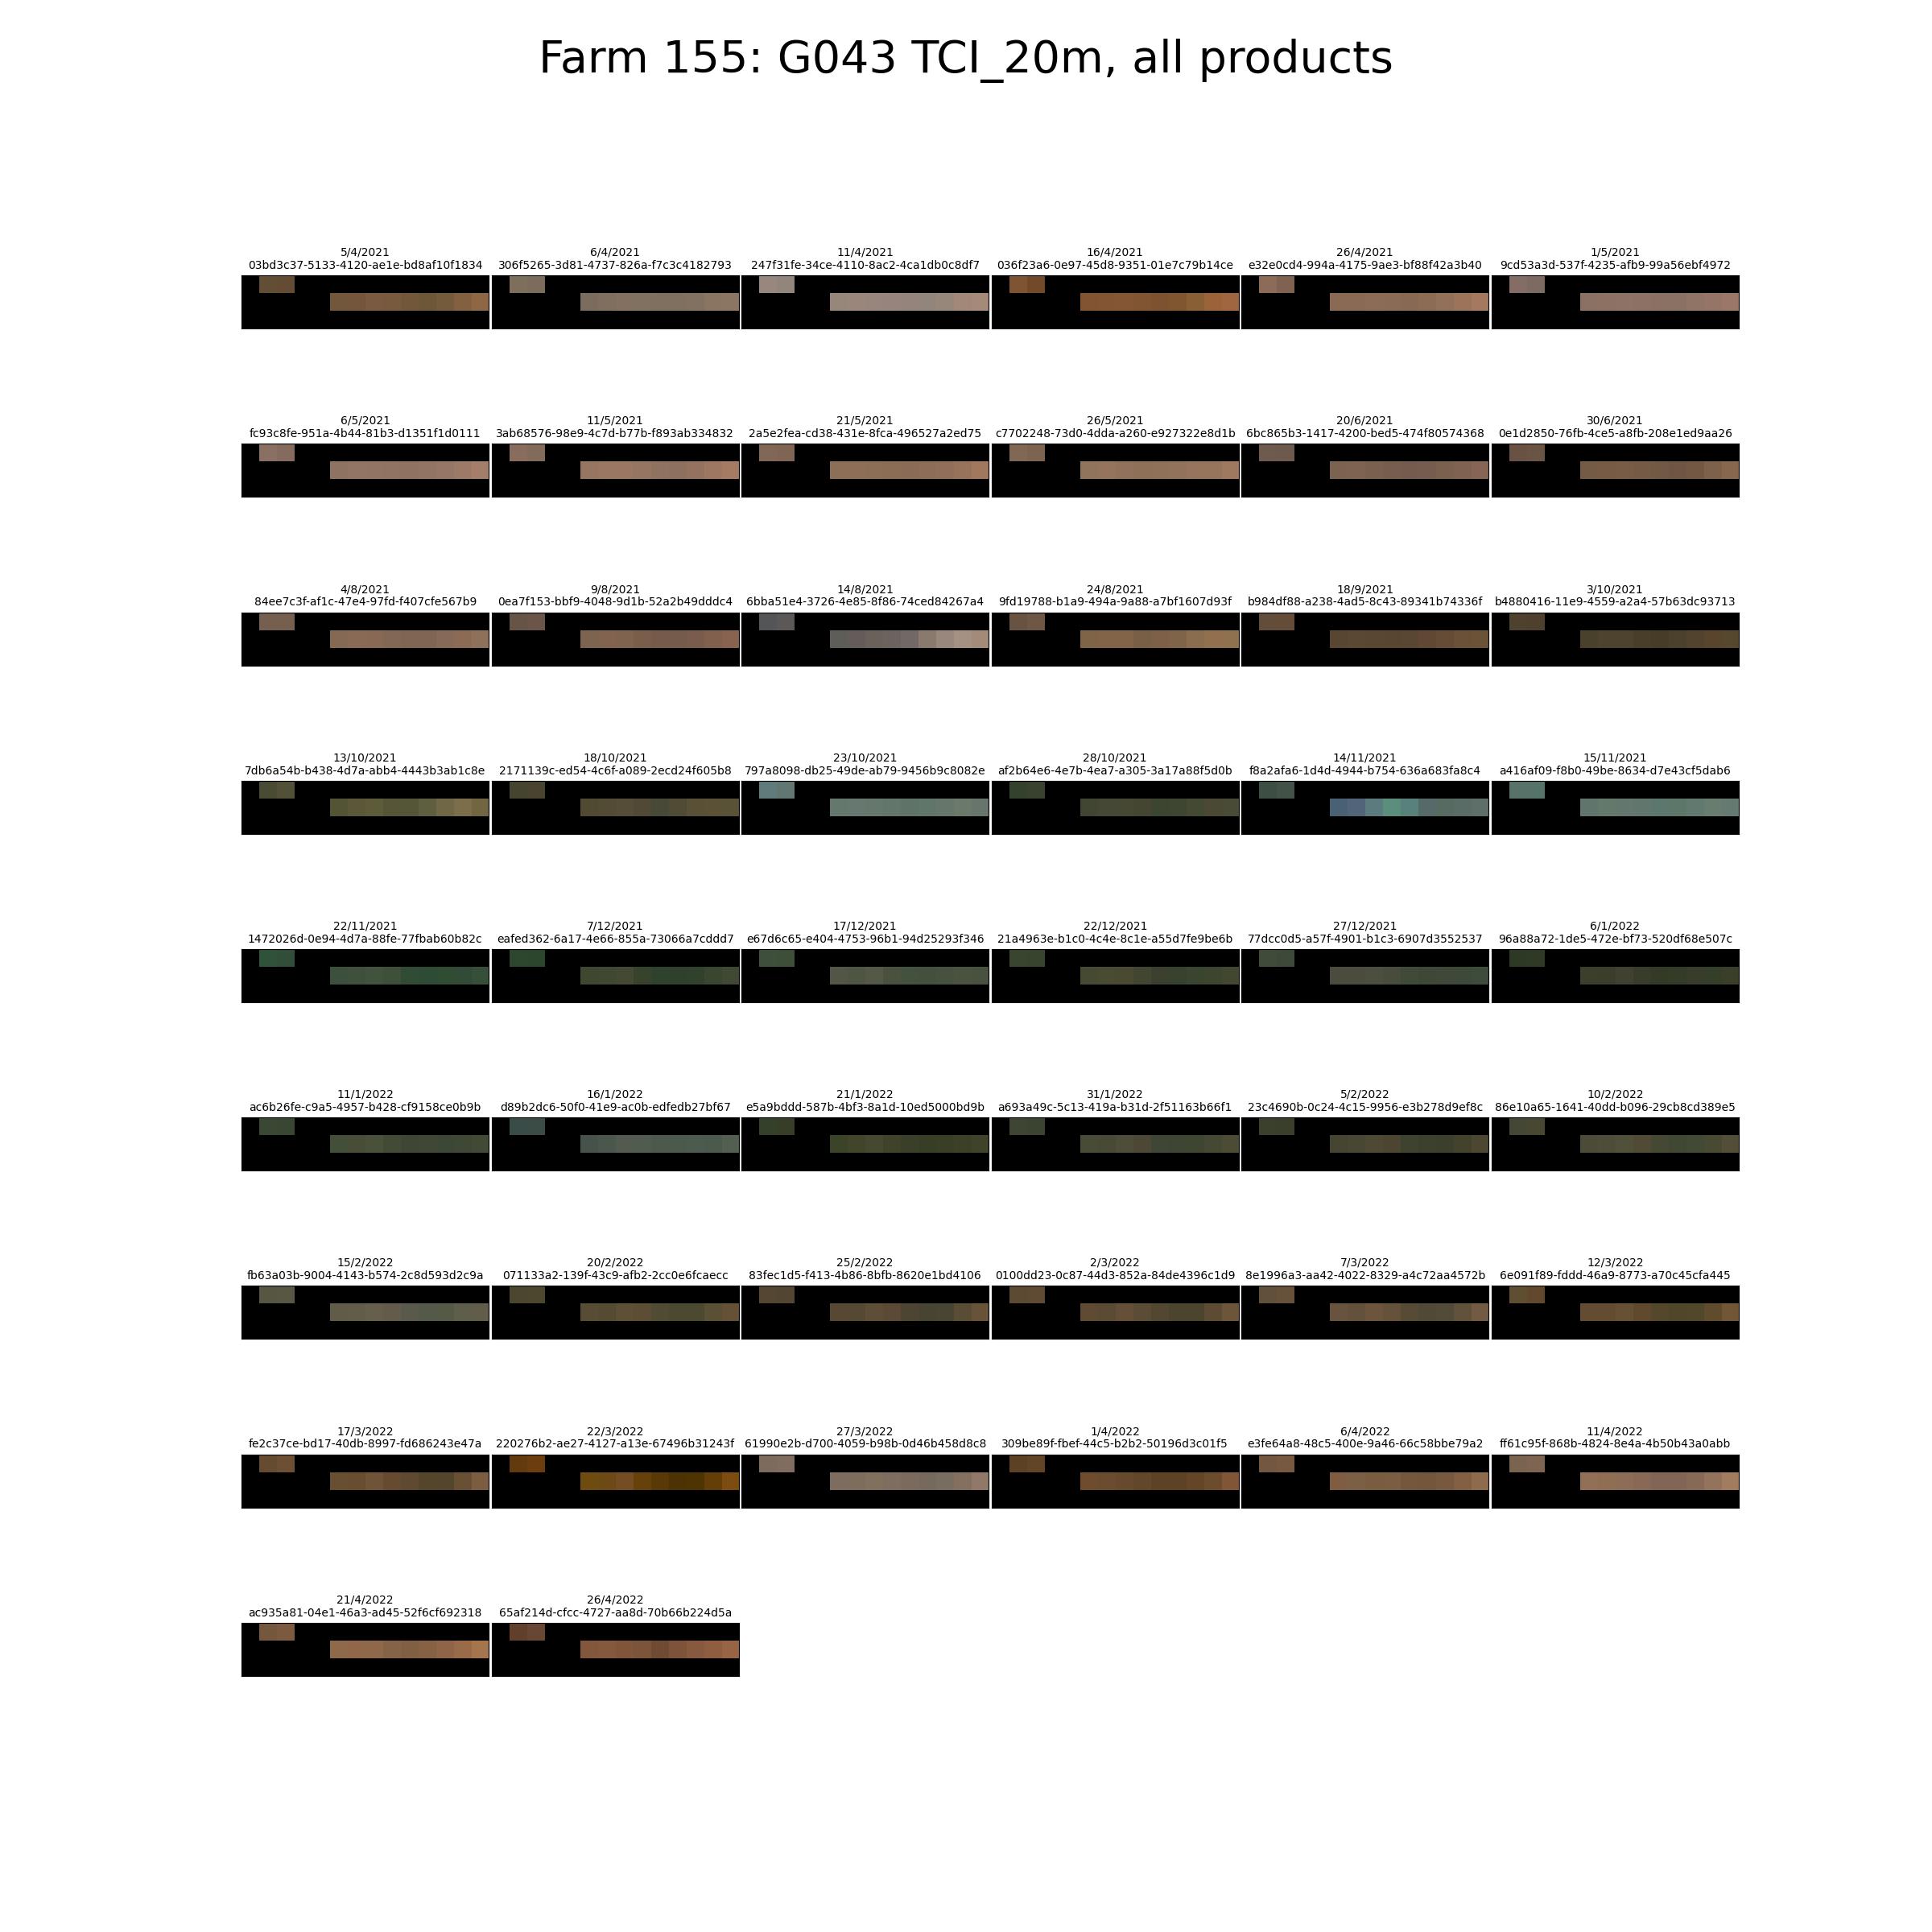 Farm 155: G043 TCI_20m, all products
5/4/2021
03bd3c37-5133-4120-ae1e-bd8af10f1834
6/4/2021
306f5265-3d81-4737-826a-f7c3c4182793
11/4/2021
247f31fe-34ce-4110-8ac2-4ca1db0c8df7
16/4/2021
036f23a6-0e97-45d8-9351-01e7c79b14ce
26/4/2021
e32e0cd4-994a-4175-9ae3-bf88f42a3b40
1/5/2021
9cd53a3d-537f-4235-afb9-99a56ebf4972
6/5/2021
fc93c8fe-951a-4b44-81b3-d1351f1d0111
11/5/2021
3ab68576-98e9-4c7d-b77b-f893ab334832
21/5/2021
2a5e2fea-cd38-431e-8fca-496527a2ed75
26/5/2021
c7702248-73d0-4dda-a260-e927322e8d1b
20/6/2021
6bc865b3-1417-4200-bed5-474f80574368
30/6/2021
0e1d2850-76fb-4ce5-a8fb-208e1ed9aa26
4/8/2021
84ee7c3f-af1c-47e4-97fd-f407cfe567b9
9/8/2021
0ea7f153-bbf9-4048-9d1b-52a2b49dddc4
14/8/2021
6bba51e4-3726-4e85-8f86-74ced84267a4
24/8/2021
9fd19788-b1a9-494a-9a88-a7bf1607d93f
18/9/2021
b984df88-a238-4ad5-8c43-89341b74336f
3/10/2021
b4880416-11e9-4559-a2a4-57b63dc93713
13/10/2021
7db6a54b-b438-4d7a-abb4-4443b3ab1c8e
18/10/2021
2171139c-ed54-4c6f-a089-2ecd24f605b8
23/10/2021
797a8098-db25-49de-ab79-9456b9c8082e
28/10/2021
af2b64e6-4e7b-4ea7-a305-3a17a88f5d0b
14/11/2021
f8a2afa6-1d4d-4944-b754-636a683fa8c4
15/11/2021
a416af09-f8b0-49be-8634-d7e43cf5dab6
22/11/2021
1472026d-0e94-4d7a-88fe-77fbab60b82c
7/12/2021
eafed362-6a17-4e66-855a-73066a7cddd7
17/12/2021
e67d6c65-e404-4753-96b1-94d25293f346
22/12/2021
21a4963e-b1c0-4c4e-8c1e-a55d7fe9be6b
27/12/2021
77dcc0d5-a57f-4901-b1c3-6907d3552537
6/1/2022
96a88a72-1de5-472e-bf73-520df68e507c
11/1/2022
ac6b26fe-c9a5-4957-b428-cf9158ce0b9b
16/1/2022
d89b2dc6-50f0-41e9-ac0b-edfedb27bf67
21/1/2022
e5a9bddd-587b-4bf3-8a1d-10ed5000bd9b
31/1/2022
a693a49c-5c13-419a-b31d-2f51163b66f1
5/2/2022
23c4690b-0c24-4c15-9956-e3b278d9ef8c
10/2/2022
86e10a65-1641-40dd-b096-29cb8cd389e5
15/2/2022
fb63a03b-9004-4143-b574-2c8d593d2c9a
20/2/2022
071133a2-139f-43c9-afb2-2cc0e6fcaecc
25/2/2022
83fec1d5-f413-4b86-8bfb-8620e1bd4106
2/3/2022
0100dd23-0c87-44d3-852a-84de4396c1d9
7/3/2022
8e1996a3-aa42-4022-8329-a4c72aa4572b
12/3/2022
6e091f89-fddd-46a9-8773-a70c45cfa445
17/3/2022
fe2c37ce-bd17-40db-8997-fd686243e47a
22/3/2022
220276b2-ae27-4127-a13e-67496b31243f
27/3/2022
61990e2b-d700-4059-b98b-0d46b458d8c8
1/4/2022
309be89f-fbef-44c5-b2b2-50196d3c01f5
6/4/2022
e3fe64a8-48c5-400e-9a46-66c58bbe79a2
11/4/2022
ff61c95f-868b-4824-8e4a-4b50b43a0abb
21/4/2022
ac935a81-04e1-46a3-ad45-52f6cf692318
26/4/2022
65af214d-cfcc-4727-aa8d-70b66b224d5a